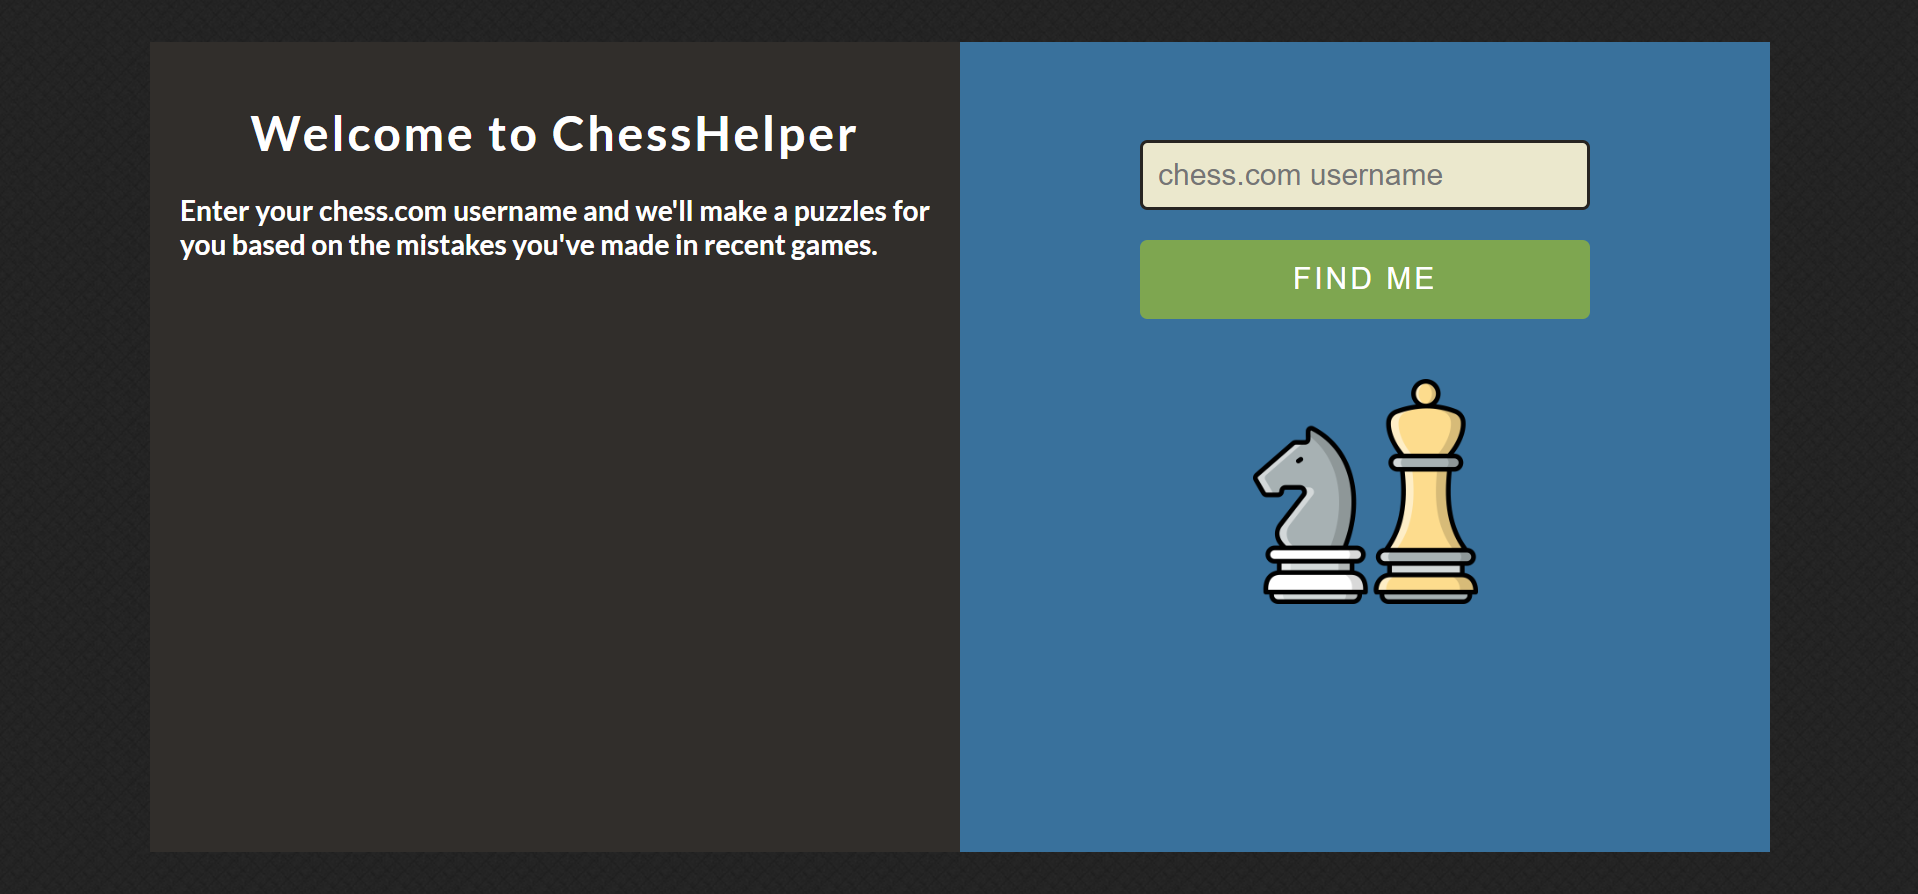 Welcome to ChessHelper
Enter your chess.com username and we'll make a puzzles for
you based on the mistakes you've made in recent games.
chess.com username
FIND ME